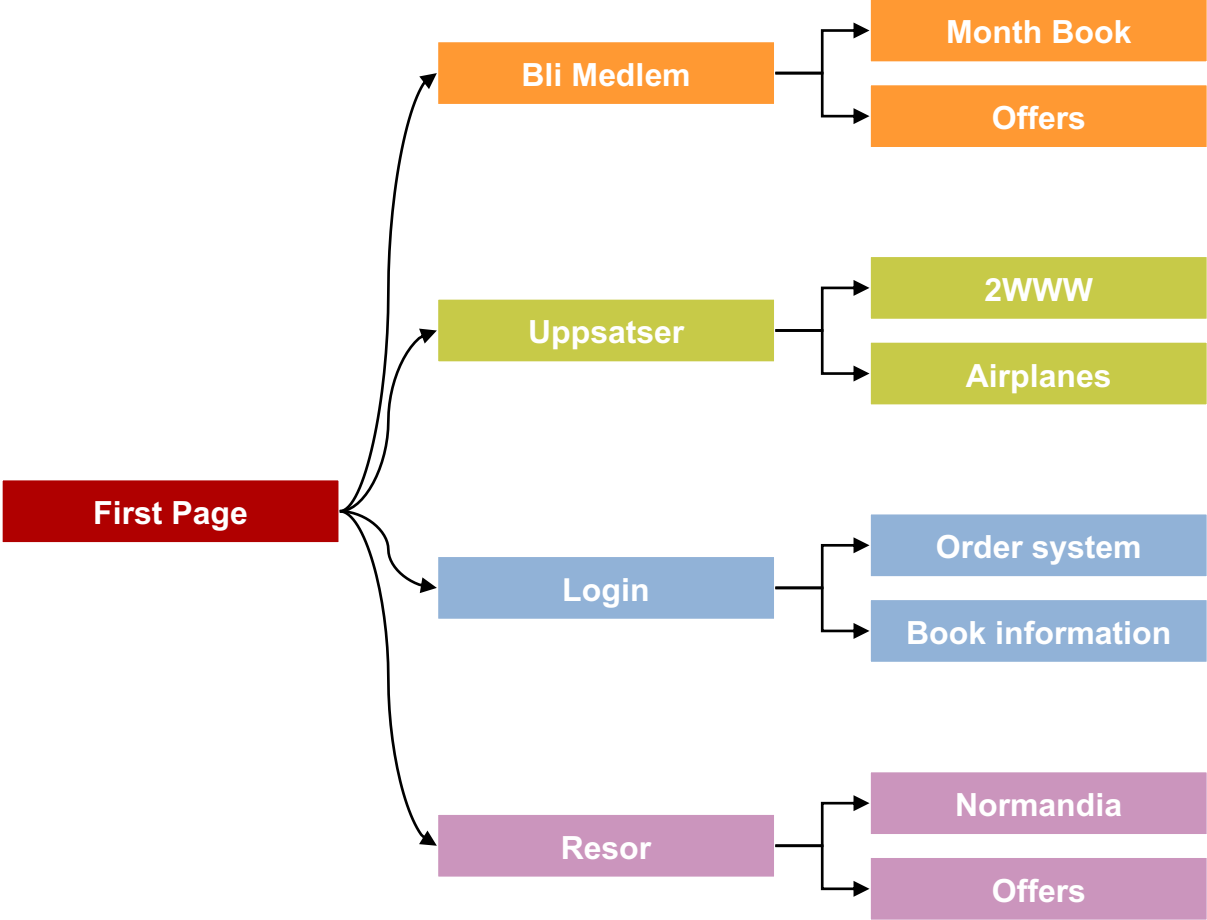 First Page
Bli Medlem
Month Book
Offers
Uppsatser
2WWW
Airplanes
Login
Order system
Book information
Resor
Normandia
Offers